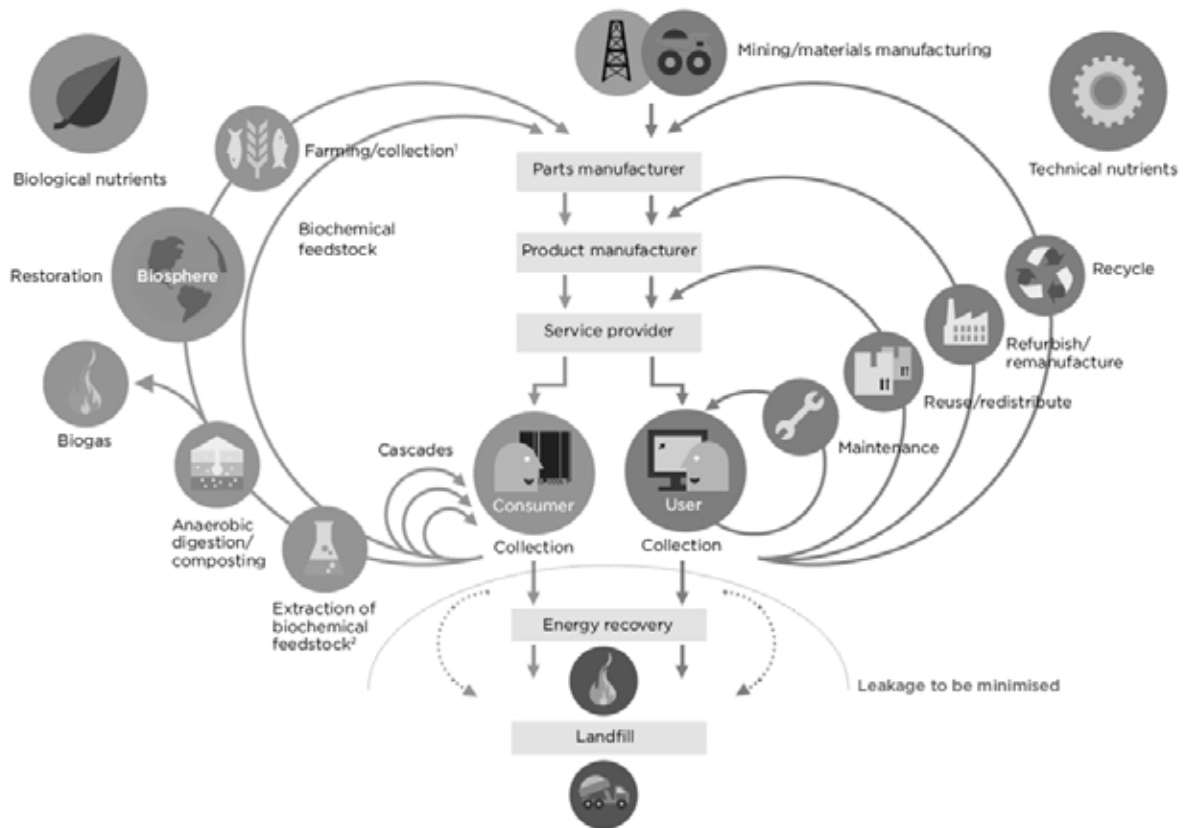 Mining/materials manufacturing
Biological nutrients
Farming/collection¹
Parts manufacturer
Technical nutrients
Biochemical
feedstock
Product manufacturer
Restoration
Biosphere
Recycle
Service provider
Refurbish/
remanufacture
Biogas
Reuse/redistribute
Cascades
Maintenance
Consumer
User
Anaerobic
digestion/
composting
Collection
Collection
Extraction of
biochemical
feedstock²
Energy recovery
Leakage to be minimised
Landfill